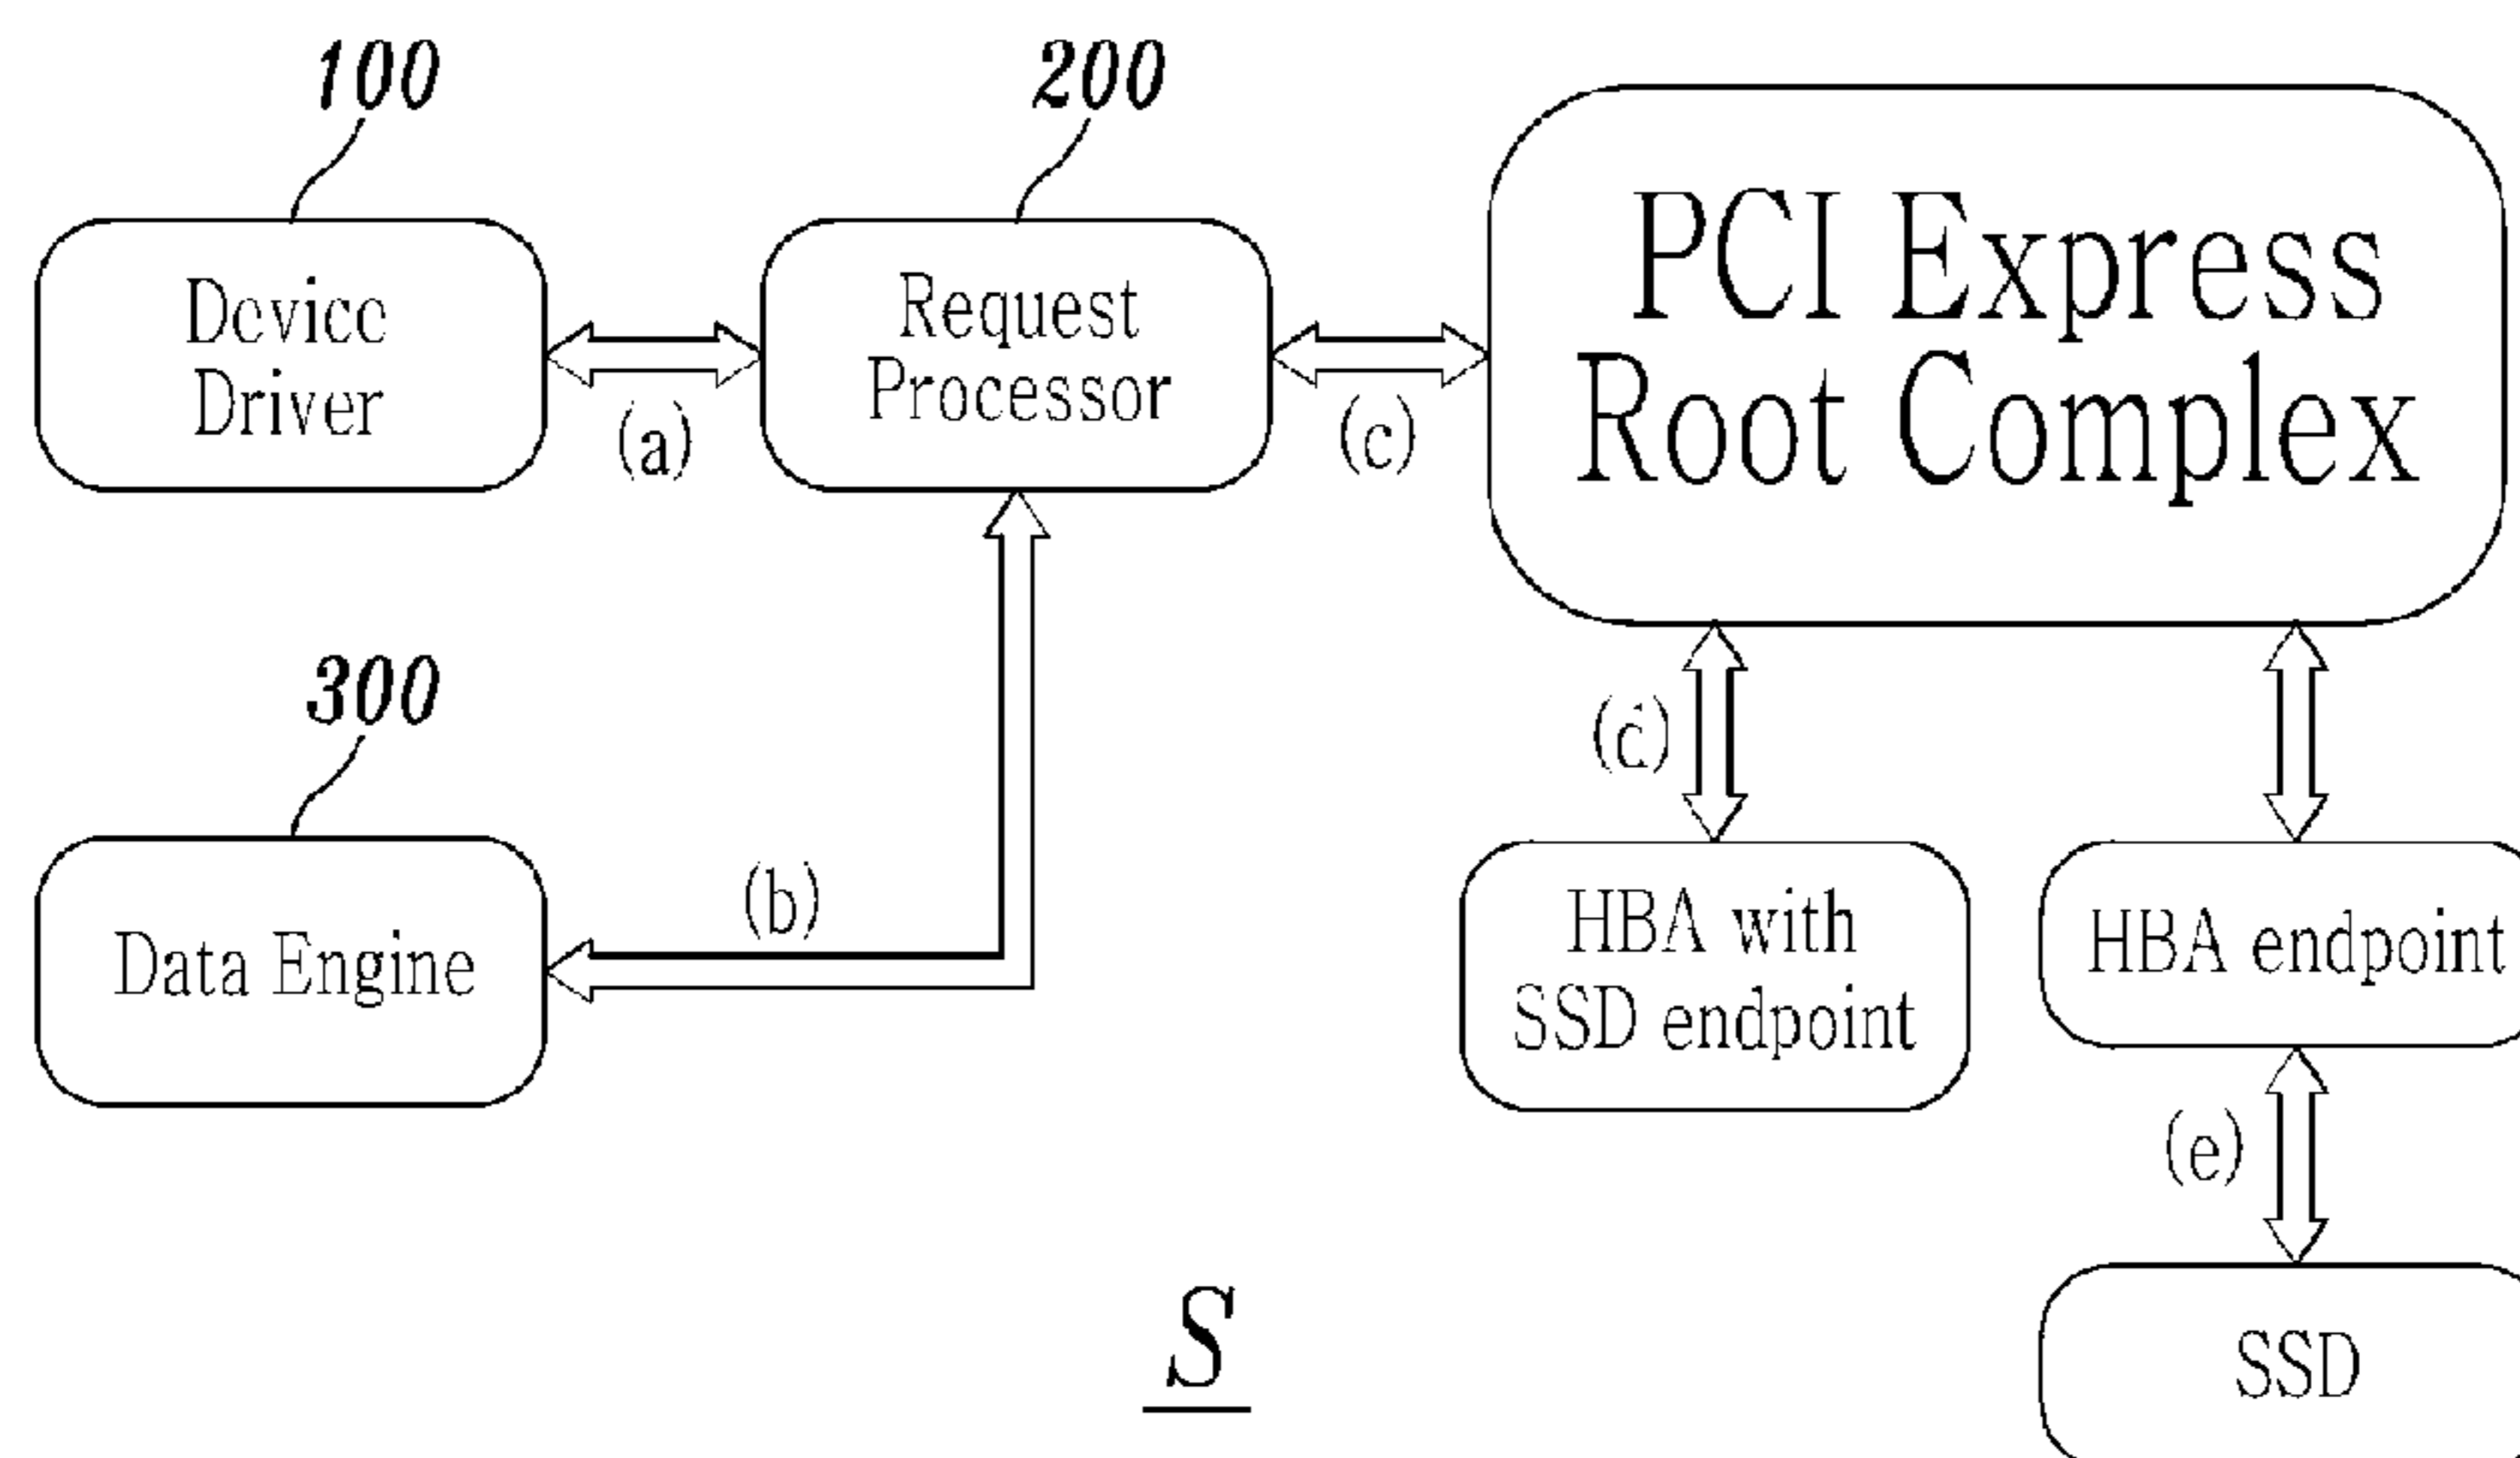 100
200
Device
Driver
(a)
Request
Processor
(c)
PCI Express
Root Complex
300
Data Engine
(b)
HBA with
SSD endpoint
HBA endpoint
(e)
SSD
S